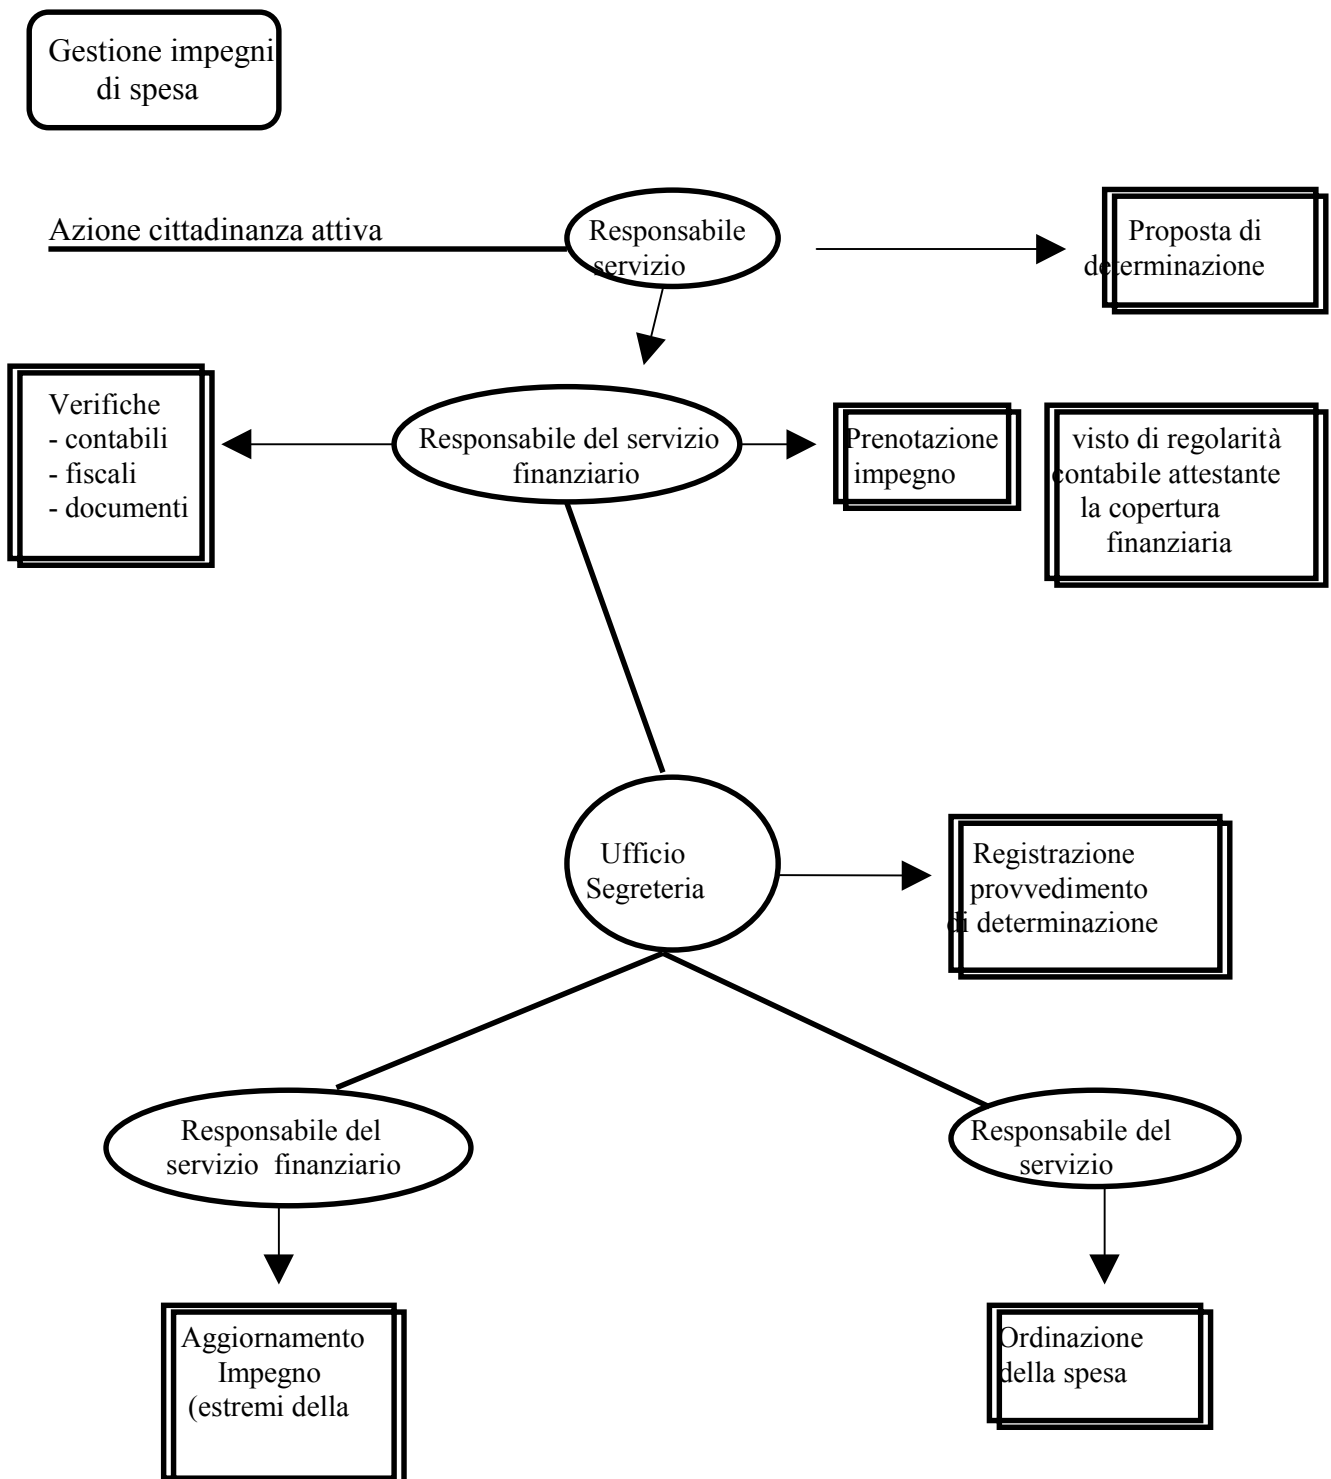 Gestione impegni
di spesa
Azione cittadinanza attiva
Responsabile
servizio
Proposta di
determinazione
Verifiche
- contabili
- fiscali
- documenti
Responsabile del servizio
finanziario
Prenotazione
impegno
visto di regolarità
contabile attestante
la copertura
finanziaria
Ufficio
Segreteria
Registrazione
provvedimento
di determinazione
Responsabile del
servizio finanziario
Responsabile del
servizio
Aggiornamento
Impegno
(estremi della
Ordinazione
della spesa